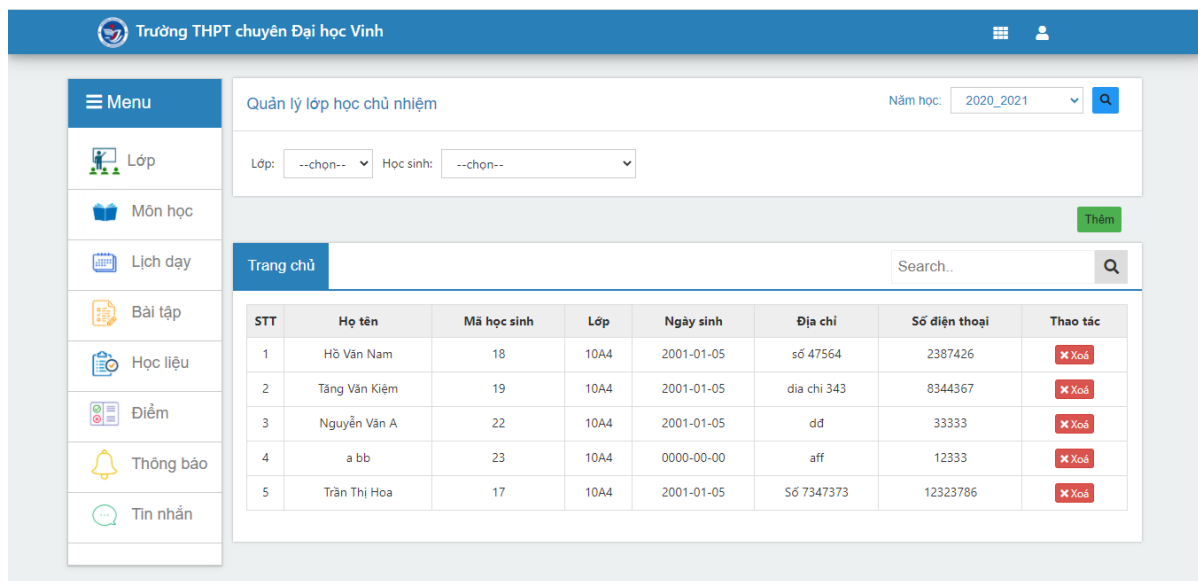 Trường THPT chuyên Đại học Vinh
Menu
Lớp
Môn học
Lịch dạy
Bài tập
Học liệu
Điểm
Thông báo
Tin nhắn
Quản lý lớp học chủ nhiệm
Năm học: 2020_2021
Lớp: --chọn-- Học sinh: --chọn--
Thêm
Trang chủ Search..
STT Họ tên Mã học sinh Lớp Ngày sinh Địa chỉ Số điện thoại Thao tác
1 Hồ Văn Nam 18 10A4 2001-01-05 số 47564 2387426 Xoá
2 Tăng Văn Kiệm 19 10A4 2001-01-05 dia chi 343 8344367 Xoá
3 Nguyễn Văn A 22 10A4 2001-01-05 dđ 33333 Xoá
4 a bb 23 10A4 0000-00-00 aff 12333 Xoá
5 Trần Thị Hoa 17 10A4 2001-01-05 Số 7347373 12323786 Xoá